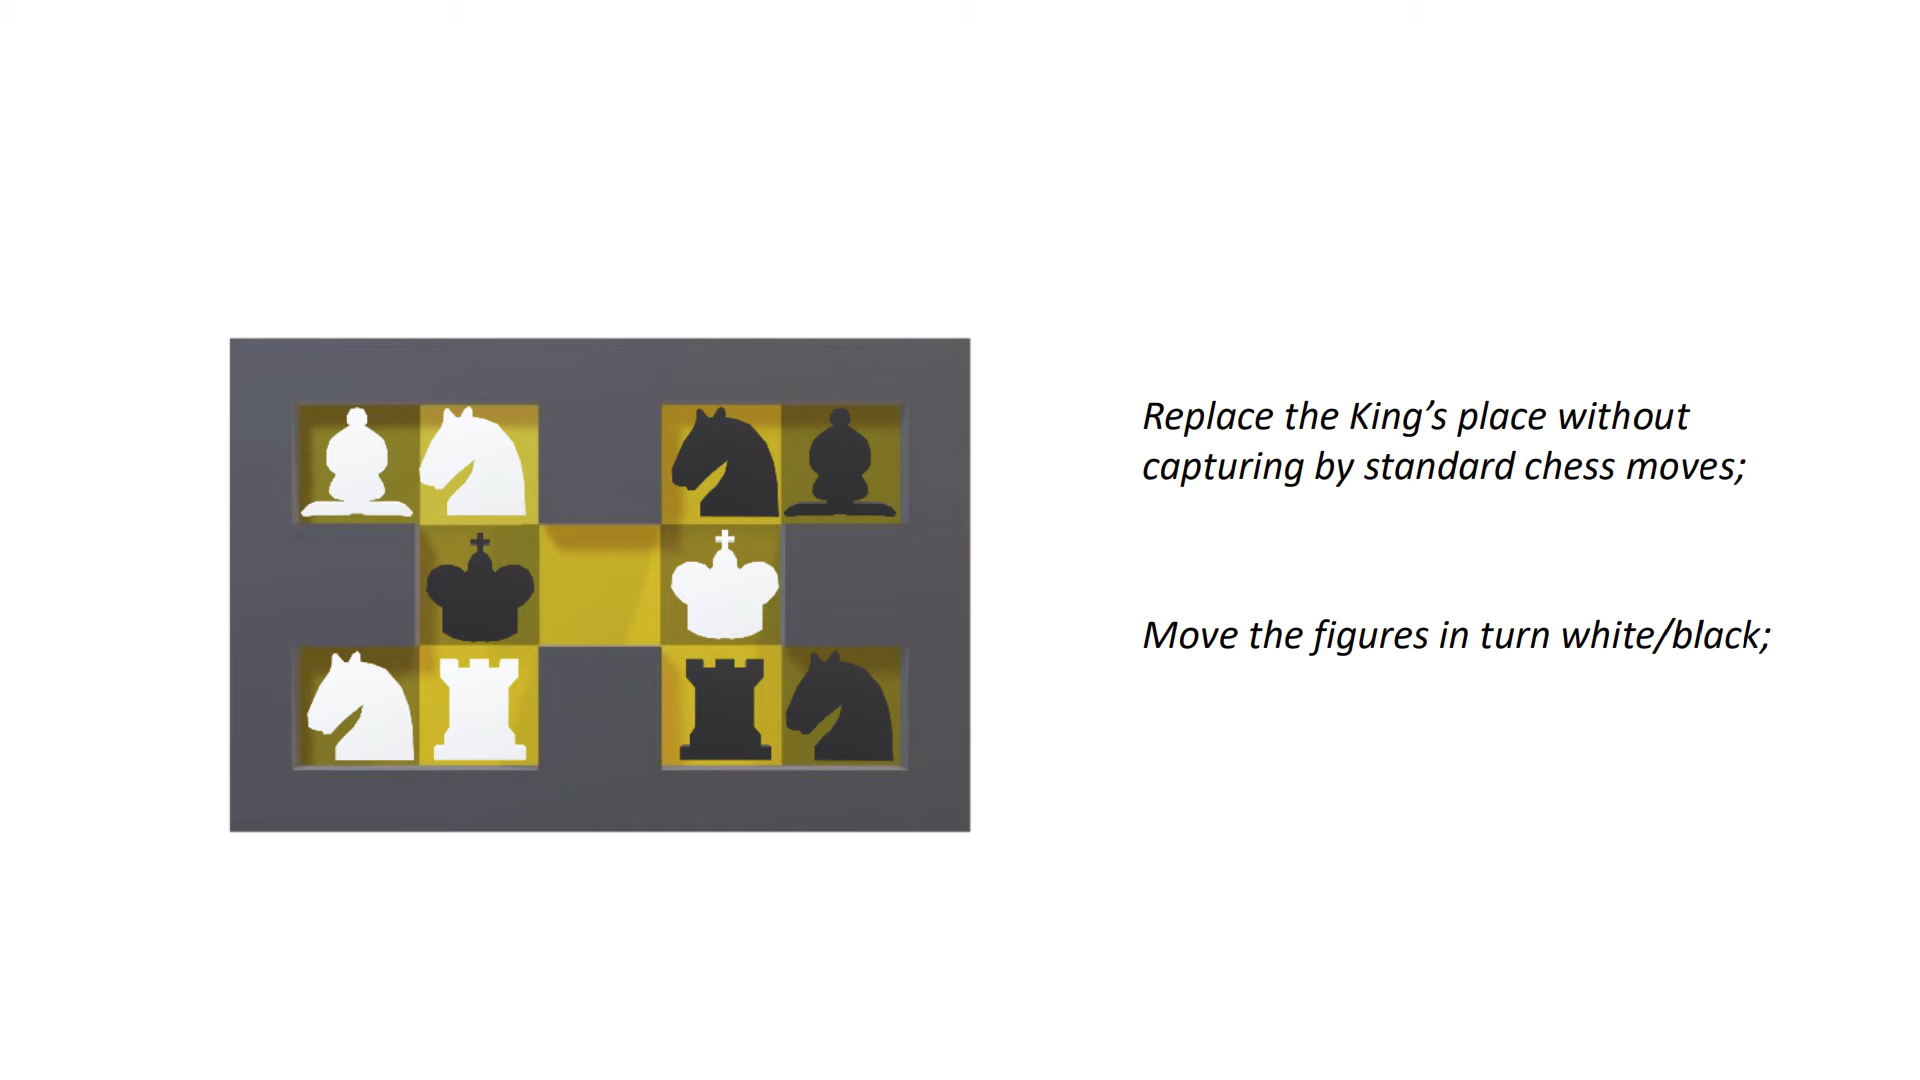 Replace the King’s place without
capturing by standard chess moves;
Move the figures in turn white/black;